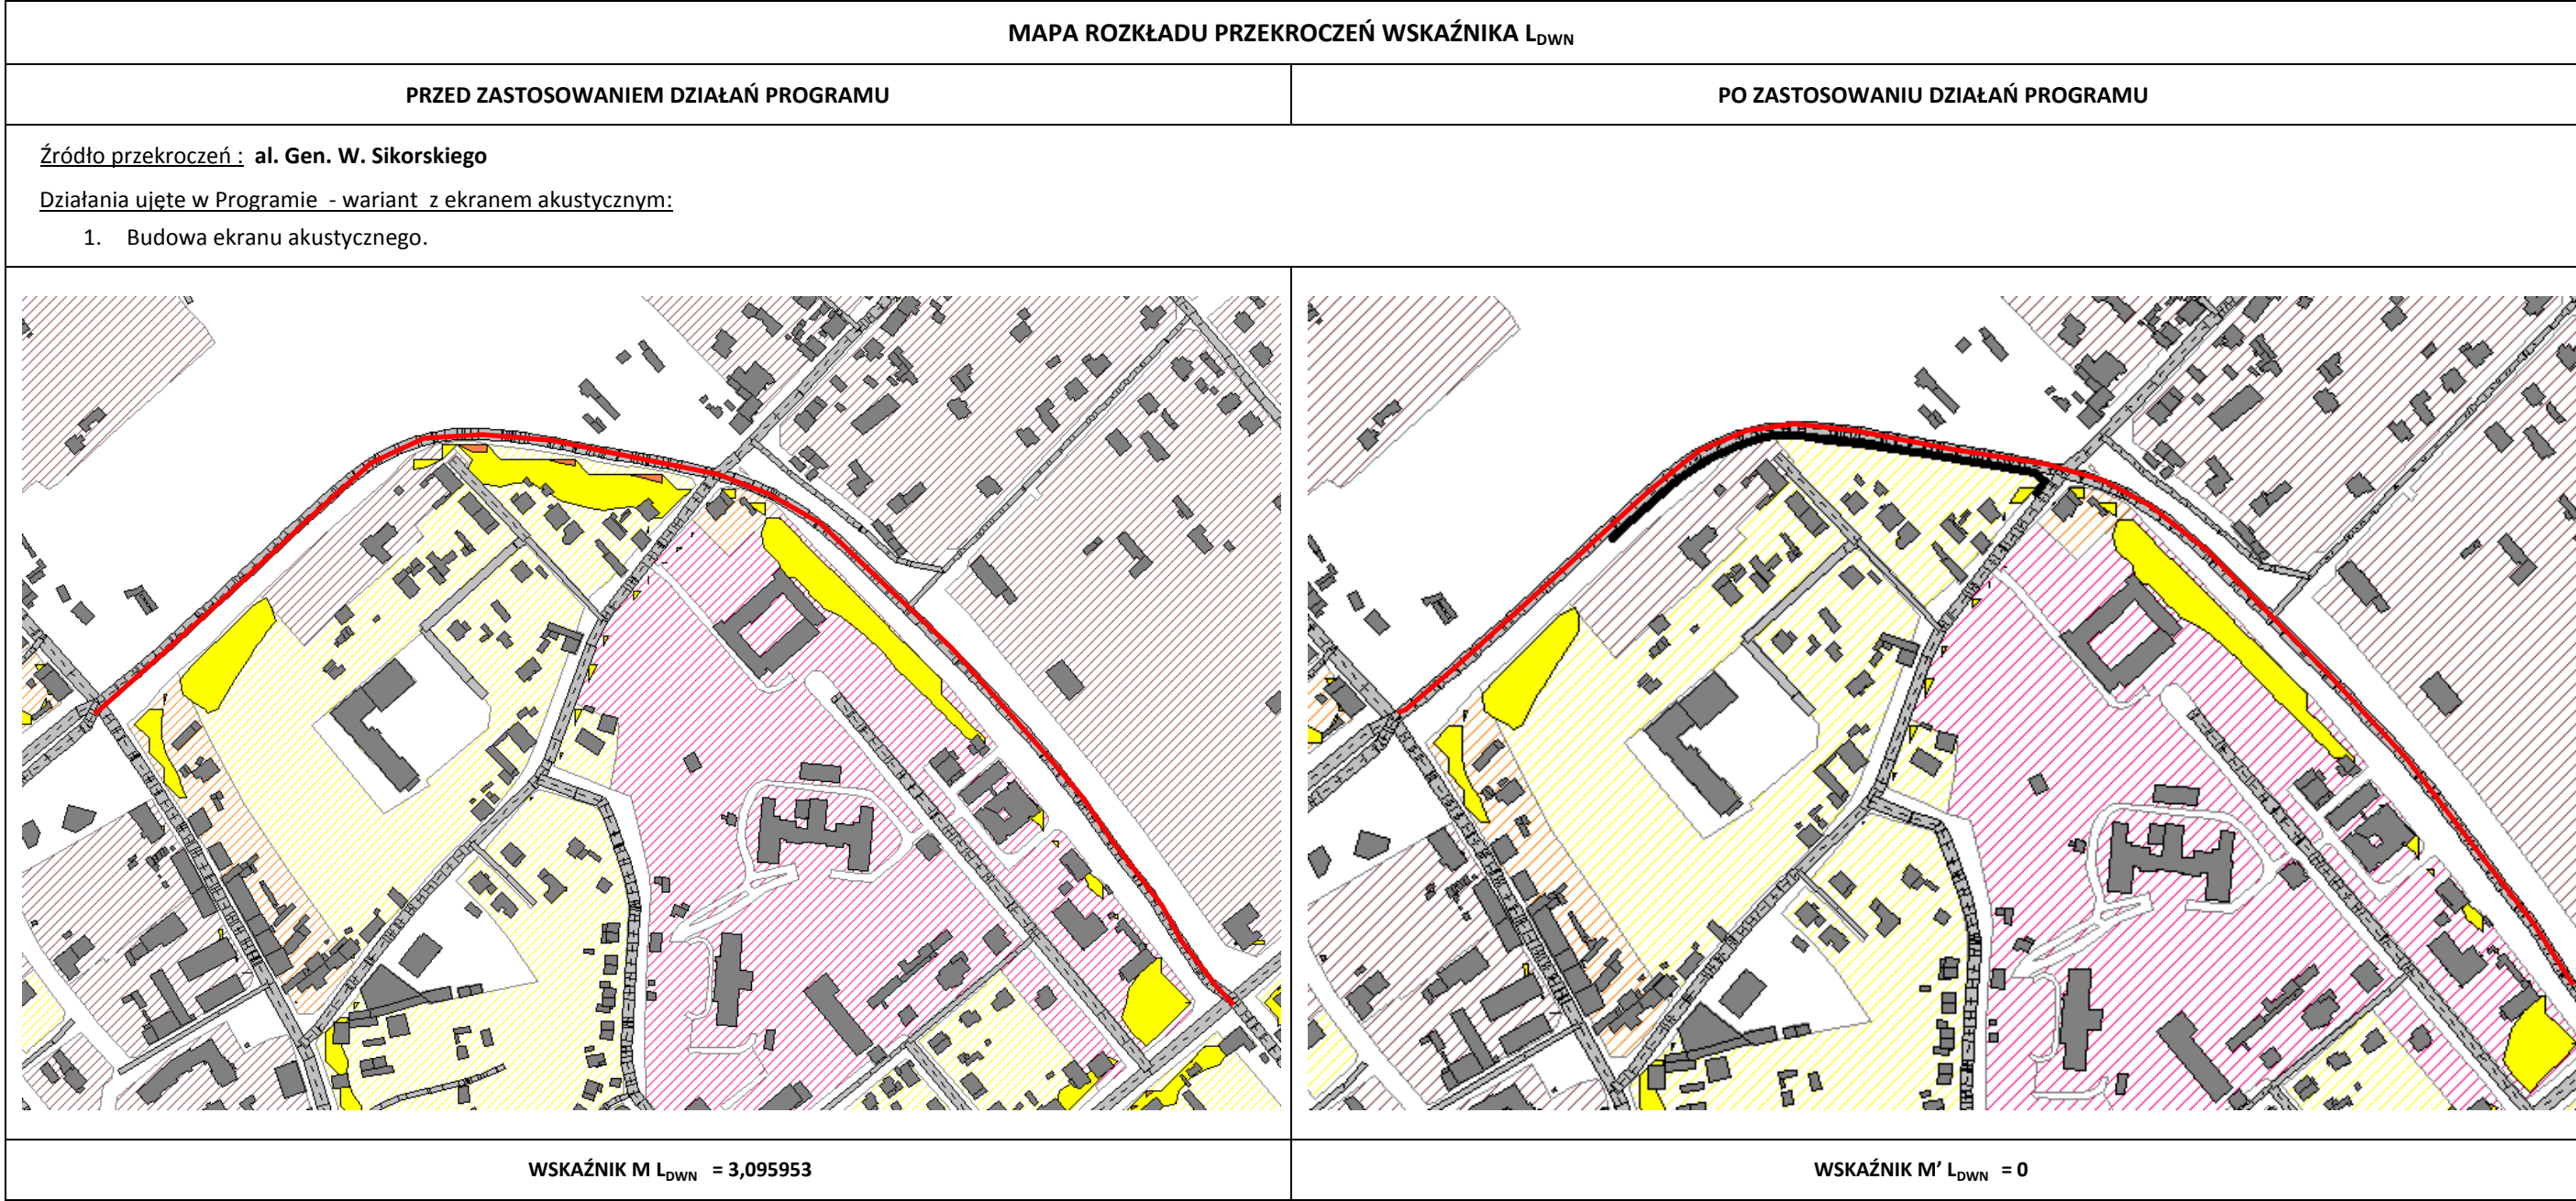 MAPA ROZKŁADU PRZEKROCZEŃ WSKAŹNIKA LDWN
PRZED ZASTOSOWANIEM DZIAŁAŃ PROGRAMU
PO ZASTOSOWANIU DZIAŁAŃ PROGRAMU
Źródło przekroczeń : al. Gen. W. Sikorskiego
Działania ujęte w Programie - wariant z ekranem akustycznym:
1. Budowa ekranu akustycznego.
WSKAŹNIK M LDWN = 3,095953
WSKAŹNIK M’ LDWN = 0